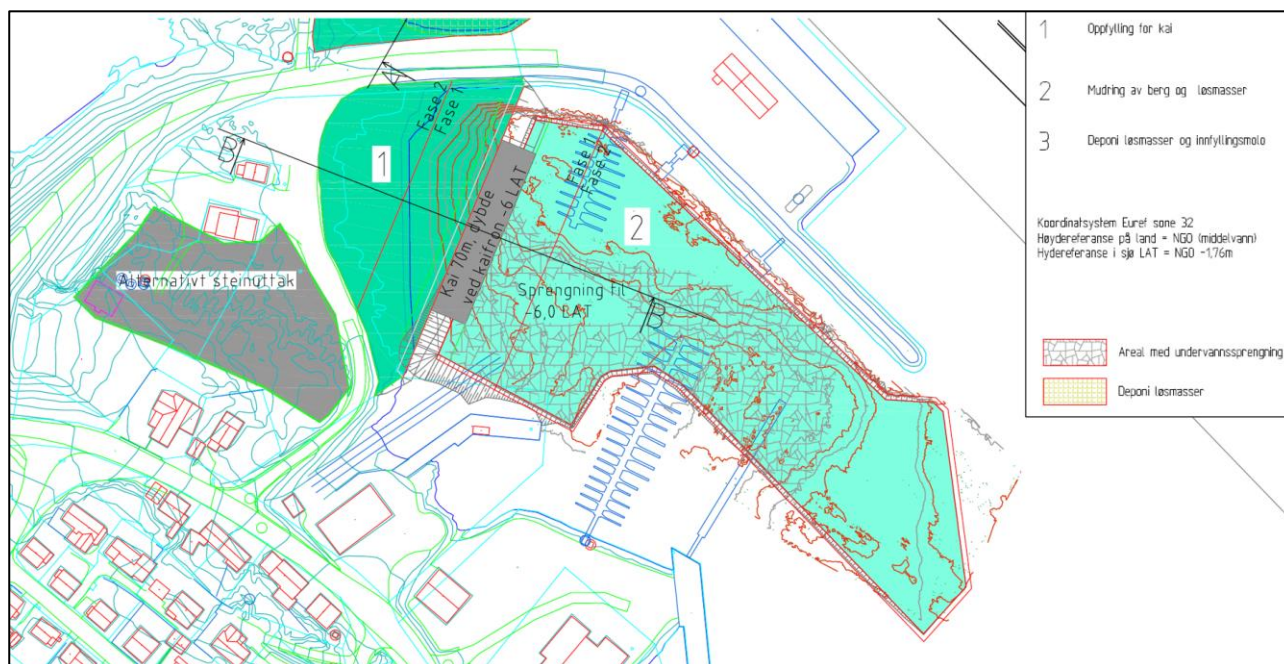 1 Oppfylling for kai
2 Mudring av berg og løsmasser
3 Deponi løsmasser og innfyllingsmolo
Koordinatsystem Euref sone 32
Høydereferanse på land = NGO (middelvann)
Hydereferanse i sjø LAT = NGO -1,76m
Areal med undervannssprengning
Deponi løsmasser
A
Fase 2
Fase 1
B
1
Fase 1
Fase 2
2
Kai 70m, dybde
ved kaifron -6 LAT
Alternativt steinuttak
Sprengning til
-6,0 LAT
B